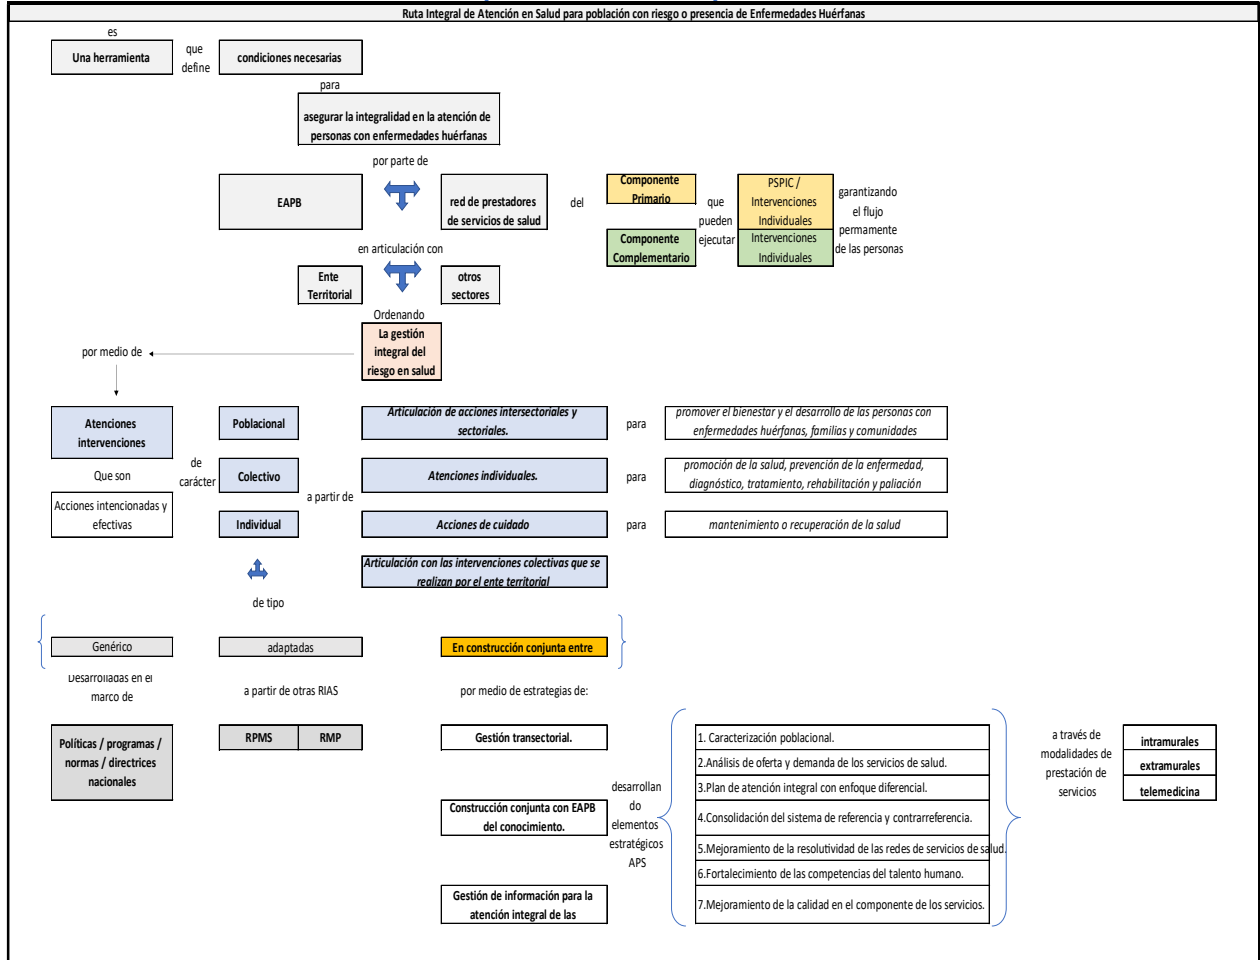 Ruta Integral de Atención en Salud para población con riesgo o presencia de Enfermedades Huérfanas
es
Una herramienta
que
define
condiciones necesarias
para
asegurar la integralidad en la atención de
personas con enfermedades huérfanas
por parte de
EAPB
red de prestadores
de servicios de salud
del
Componente
Primario
Componente
Complementario
que
pueden
ejecutar
PSPIC /
Intervenciones
Individuales
Intervenciones
Individuales
garantizando
el flujo
permamente
de las personas
en articulación con
Ente
Territorial
otros
sectores
Ordenando
La gestión
integral del
riesgo en salud
por medio de
Atenciones
intervenciones
Que son
Acciones intencionadas y
efectivas
de
carácter
Poblacional
Colectivo
Individual
a partir de
Articulación de acciones intersectoriales y
sectoriales.
para
promover el bienestar y el desarrollo de las personas con
enfermedades huérfanas, familias y comunidades
Atenciones individuales.
para
promoción de la salud, prevención de la enfermedad,
diagnóstico, tratamiento, rehabilitación y paliación
Acciones de cuidado
para
mantenimiento o recuperación de la salud
Articulación con las intervenciones colectivas que se
realizan por el ente territorial
de tipo
Genérico
adaptadas
En construcción conjunta entre
Desarrolladas en el
marco de
a partir de otras RIAS
por medio de estrategias de:
Políticas / programas /
normas / directrices
nacionales
RPMS
RMP
Gestión transectorial.
Construcción conjunta con EAPB
del conocimiento.
Gestión de información para la
atención integral de las
desarrollan
do
elementos
estratégicos
APS
1. Caracterización poblacional.
2.Análisis de oferta y demanda de los servicios de salud.
3.Plan de atención integral con enfoque diferencial.
4.Consolidación del sistema de referencia y contrarreferencia.
5.Mejoramiento de la resolutividad de las redes de servicios de salud.
6.Fortalecimiento de las competencias del talento humano.
7.Mejoramiento de la calidad en el componente de los servicios.
a través de
modalidades de
prestación de
servicios
intramurales
extramurales
telemedicina